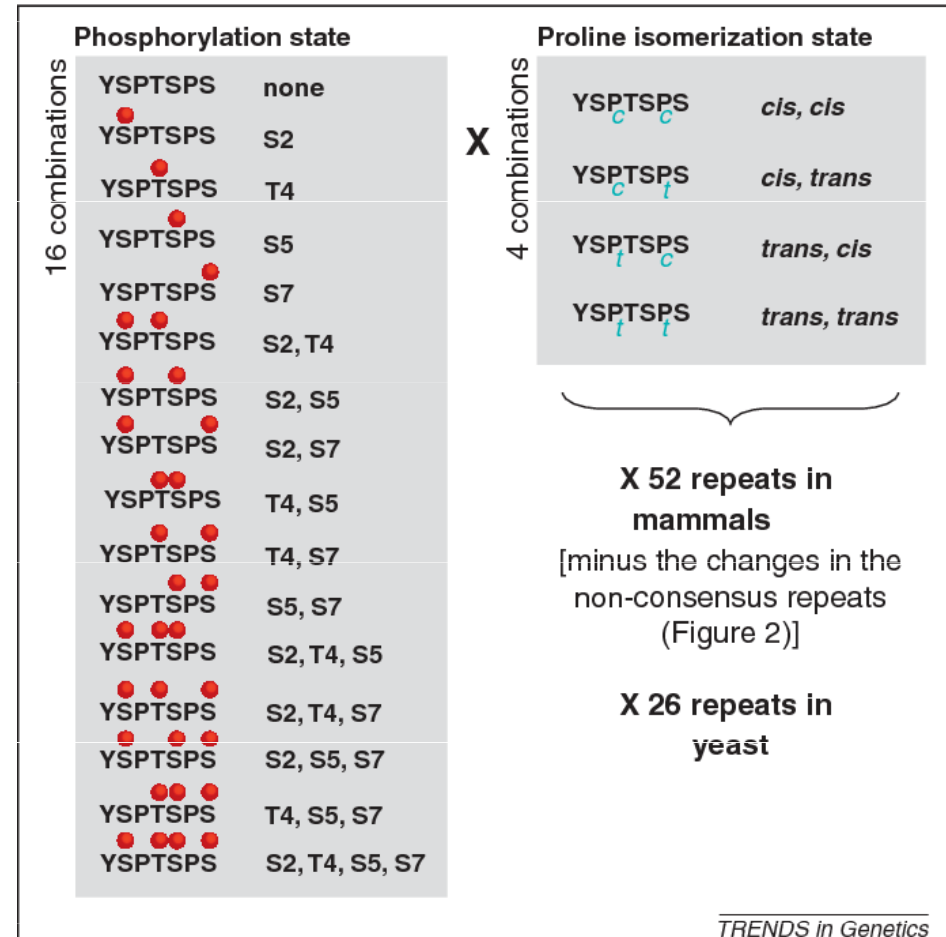 Phosphorylation state
16 combinations
YSPTSPS none
YSPTSPS S2
YSPTSPS T4
YSPTSPS S5
YSPTSPS S7
YSPTSPS S2, T4
YSPTSPS S2, S5
YSPTSPS S2, S7
YSPTSPS T4, S5
YSPTSPS T4, S7
YSPTSPS S5, S7
YSPTSPS S2, T4, S5
YSPTSPS S2, T4, S7
YSPTSPS S2, S5, S7
YSPTSPS T4, S5, S7
YSPTSPS S2, T4, S5, S7
X
Proline isomerization state
4 combinations
YSPTSPS cis, cis
c c
YSPTSPS cis, trans
c t
YSPTSPS trans, cis
t c
YSPTSPS trans, trans
t t
X 52 repeats in
mammals
[minus the changes in the
non-consensus repeats
(Figure 2)]
X 26 repeats in
yeast
TRENDS in Genetics